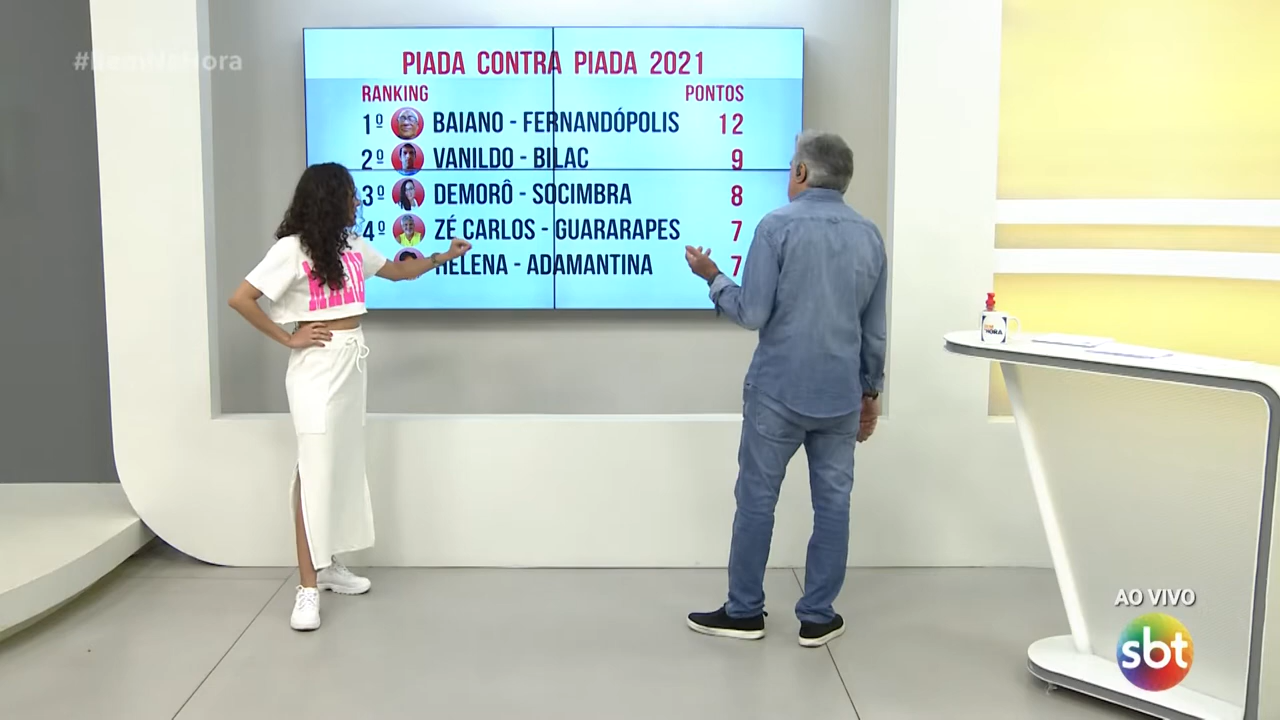 PIADA CONTRA PIADA 2021
RANKING PONTOS
1º BAIANO - FERNANDÓPOLIS 12
2º VANILDO - BILAC 9
3º DEMORÔ - SOCIMBRA 8
4º ZÉ CARLOS - GUARARAPES 7
HELENA - ADAMANTINA 7
HORA
AO VIVO
sbt